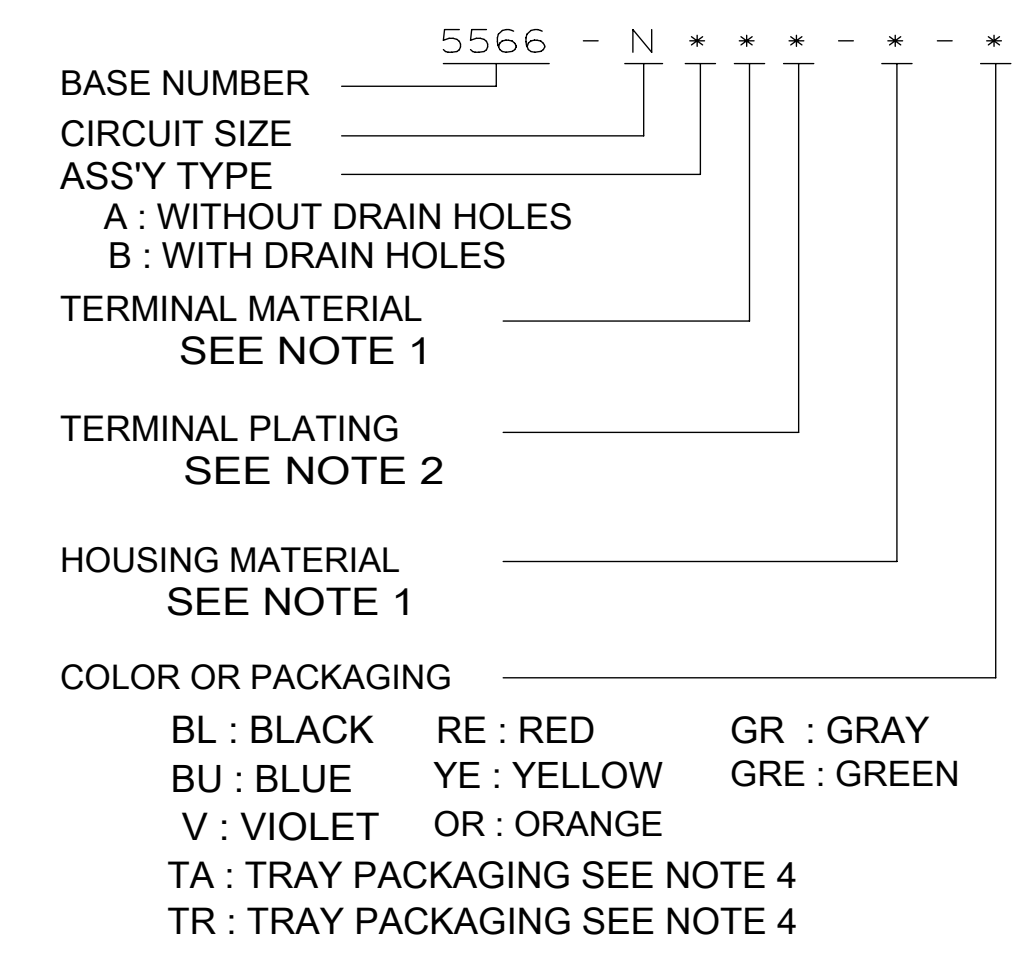 5566 - N * * * - * - *
BASE NUMBER
CIRCUIT SIZE
ASS'Y TYPE
A : WITHOUT DRAIN HOLES
B : WITH DRAIN HOLES
TERMINAL MATERIAL
SEE NOTE 1
TERMINAL PLATING
SEE NOTE 2
HOUSING MATERIAL
SEE NOTE 1
COLOR OR PACKAGING
BL : BLACK RE : RED GR : GRAY
BU : BLUE YE : YELLOW GRE : GREEN
V : VIOLET OR : ORANGE
TA : TRAY PACKAGING SEE NOTE 4
TR : TRAY PACKAGING SEE NOTE 4